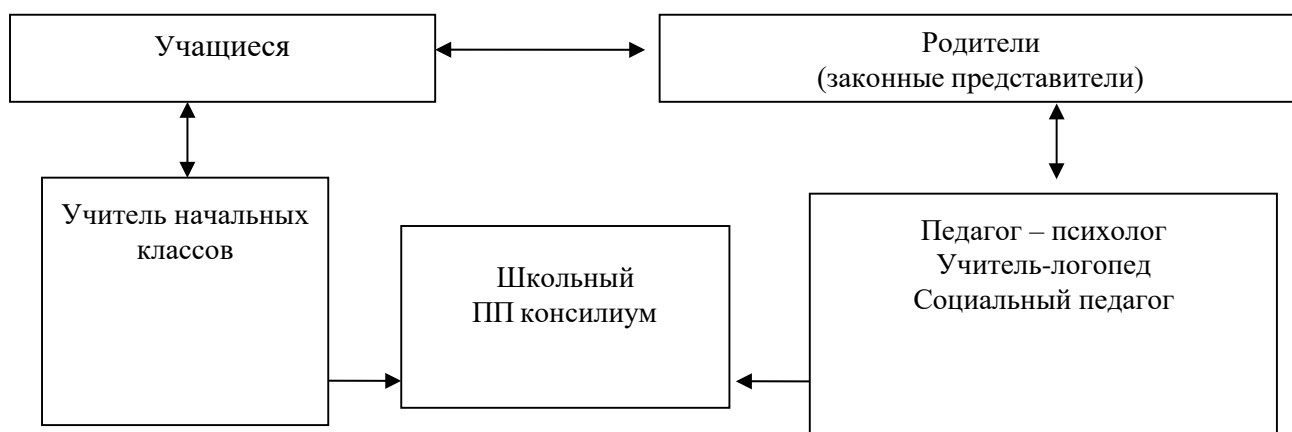 Учащиеся
Родители
(законные представители)
Учитель начальных
классов
Школьный
ПП консилиум
Педагог – психолог
Учитель-логопед
Социальный педагог